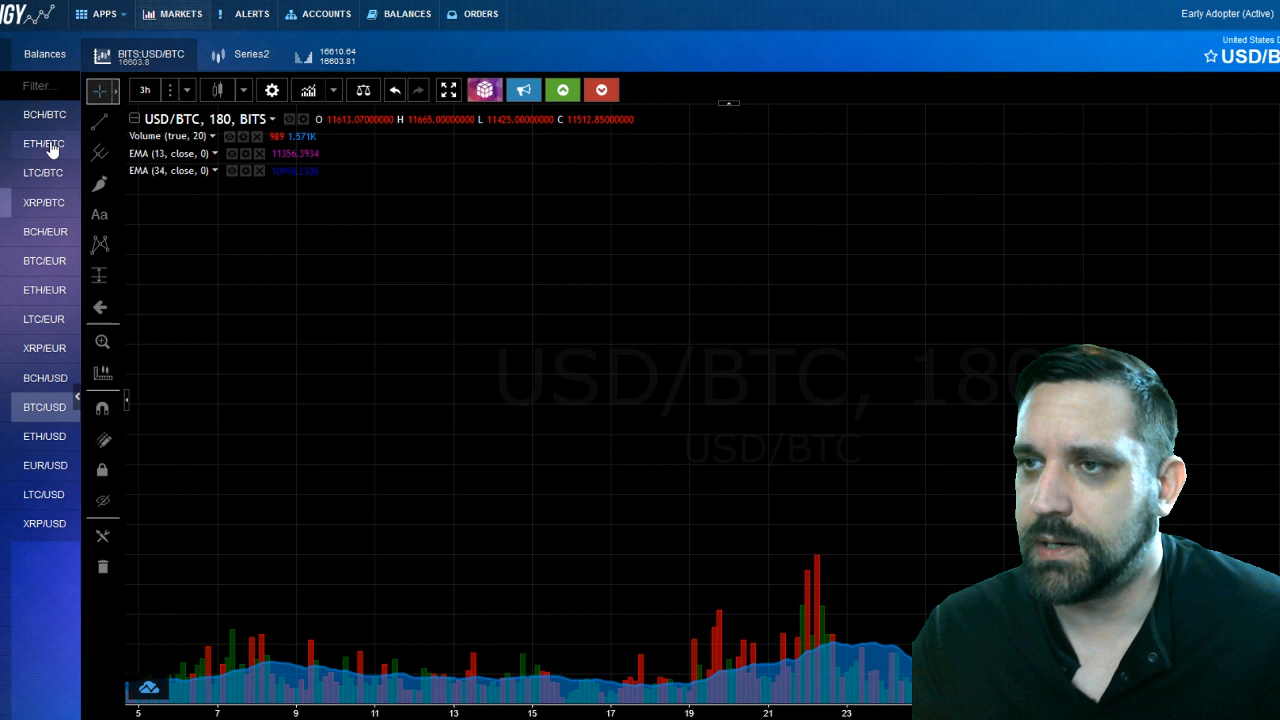 IGY
APPS
MARKETS
ALERTS
ACCOUNTS
BALANCES
ORDERS
Early Adopter (Active)
Balances
BITS:USD/BTC
16603.8
Series2
16610.64
16603.81
United States D
USD/B
Filter...
3h
BCH/BTC
ETH/BTC
LTC/BTC
XRP/BTC
BCH/EUR
BTC/EUR
ETH/EUR
LTC/EUR
XRP/EUR
BCH/USD
BTC/USD
ETH/USD
EUR/USD
LTC/USD
XRP/USD
Aa
USD/BTC, 180, BITS
O 11613.07000000 H 11665.00000000 L 11425.00000000 C 11512.85000000
Volume (true, 20) 989 1.571K
EMA (13, close, 0) 11356.3934
EMA (34, close, 0)
USD/BTC, 180
USD/BTC
5 7 9 11 13 15 17 19 21 23